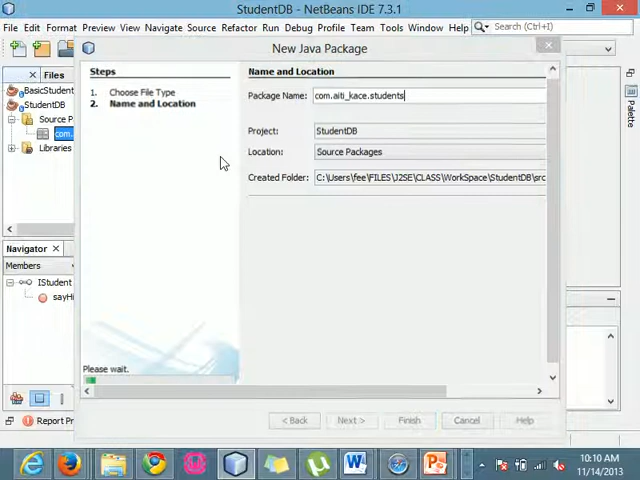 StudentDB - NetBeans IDE 7.3.1
File Edit Format Preview View Navigate Source Refactor Run Debug Profile Team Tools Window Help
Search (Ctrl+I)
New Java Package
Files
BasicStudent
StudentDB
Source P
com.
Libraries
Steps
1. Choose File Type
2. Name and Location
Name and Location
Package Name: com.aiti_kace.students
Project: StudentDB
Location: Source Packages
Created Folder: C:\Users\fee\FILES\J2SE\CLASS\WorkSpace\StudentDB\src
Palette
Navigator
Members
IStudent
sayHi
Please wait.
< Back Next > Finish Cancel Help
Report Pr
10:10 AM
11/14/2013